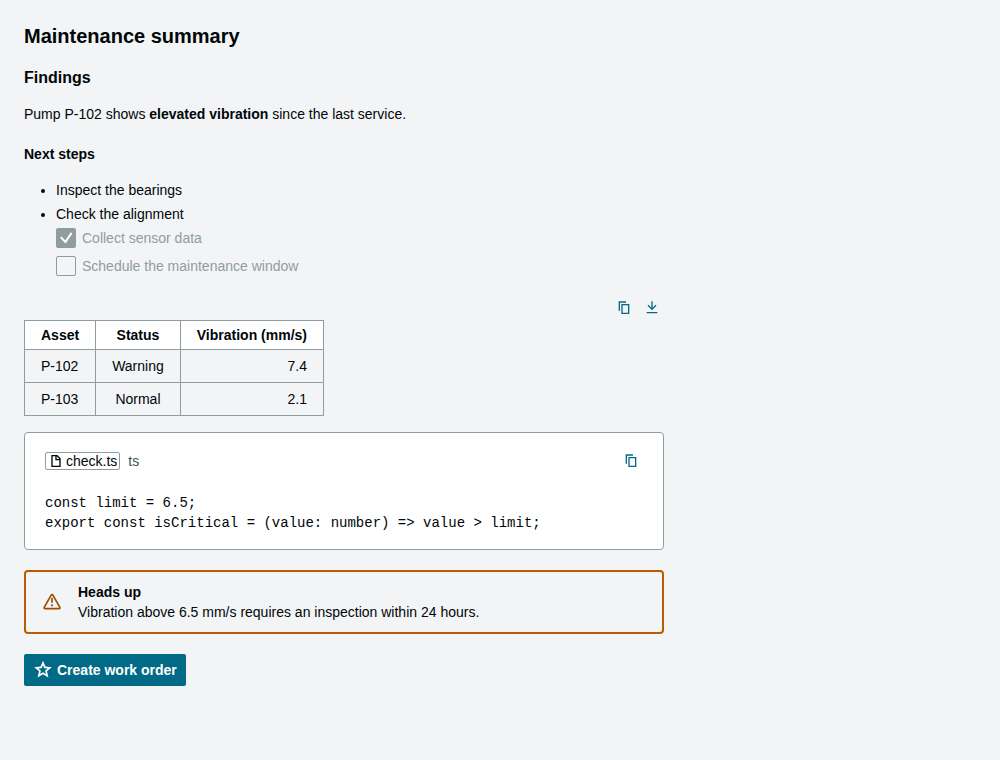 Maintenance summary
Findings
Pump P-102 shows elevated vibration since the last service.
Next steps
Inspect the bearings
Check the alignment
Collect sensor data
Schedule the maintenance window
Asset Status Vibration (mm/s)
P-102 Warning 7.4
P-103 Normal 2.1
check.ts ts
const limit = 6.5;
export const isCritical = (value: number) => value > limit;
Heads up
Vibration above 6.5 mm/s requires an inspection within 24 hours.
Create work order